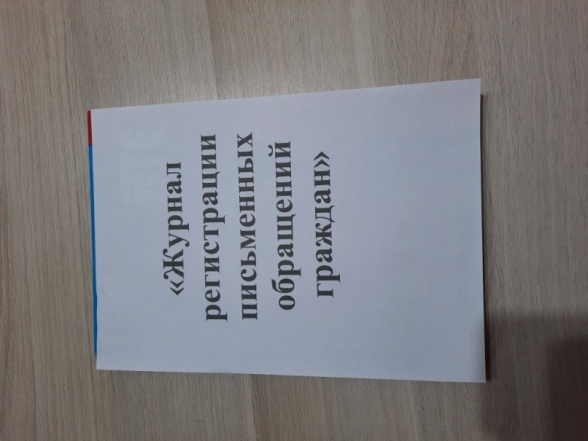 «Журнал
регистрации
письменных
обращений
граждан»